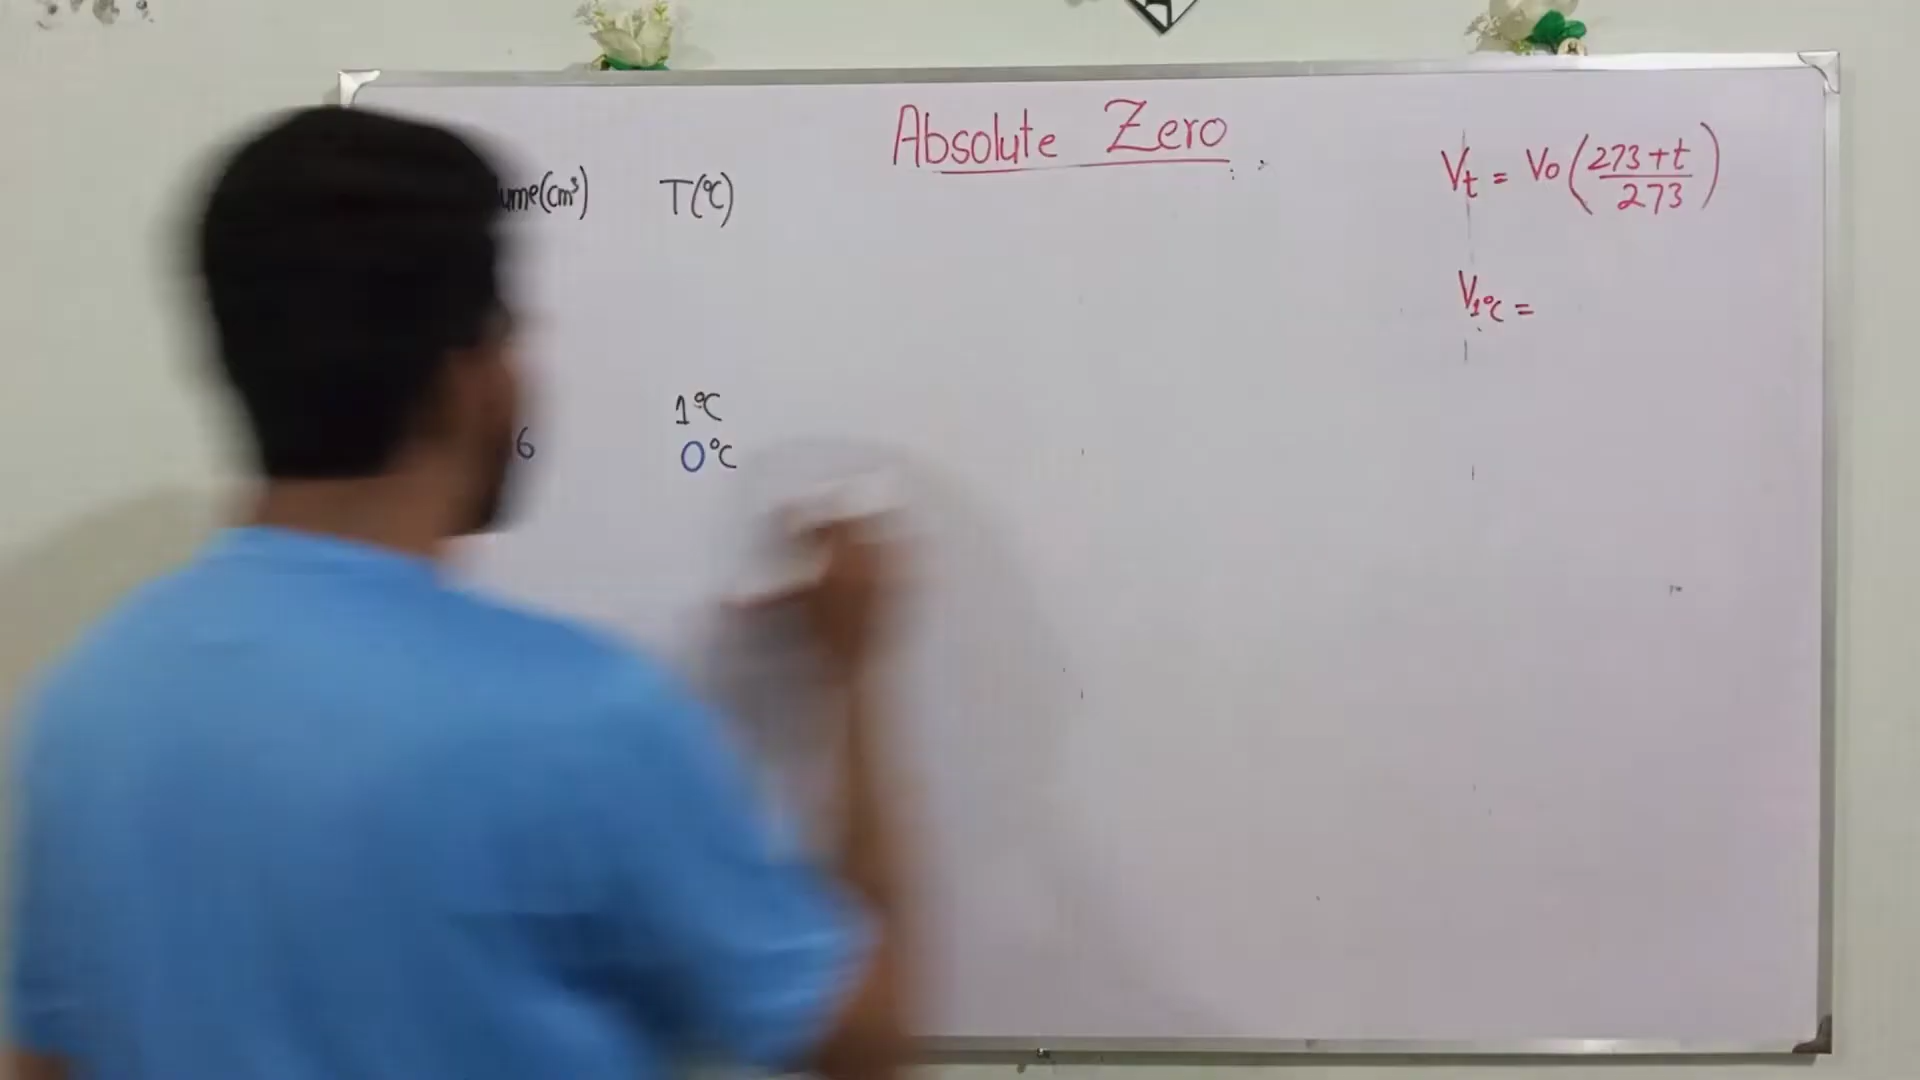 Absolute Zero
ume(cm³) T(°C)
Vt = Vo(273+t/273)
V1°C =
1°C
6 0°C